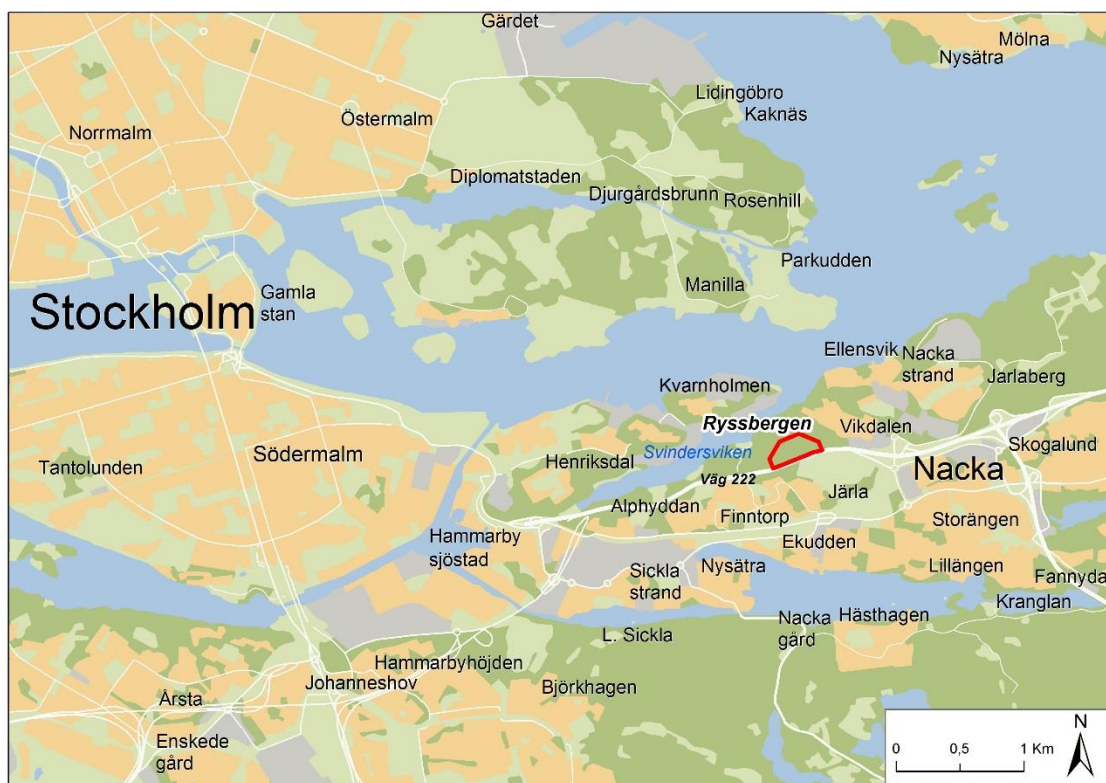 Gärdet
Mölna
Nysätra
Lidingöbro
Kaknäs
Östermalm
Norrmalm
Diplomatstaden
Djurgårdsbrunn
Rosenhill
Parkudden
Manilla
Gamla
stan
Stockholm
Ellensvik
Nacka
strand
Jarlaberg
Kvarnholmen
Ryssbergen
Vikdalen
Skogalund
Södermalm
Svindersviken
Henriksdal
Tantolunden
Nacka
Väg 222
Järla
Alphyddan
Finntorp
Storängen
Hammarby
sjöstad
Ekudden
Sickla
strand
Nysätra
Lillängen
Fannyda
Kranglan
Nacka
gård
Hästhagen
L. Sickla
Hammarbyhöjden
Johanneshov
Björkhagen
Årsta
Enskede
gård
N
0 0,5 1 Km